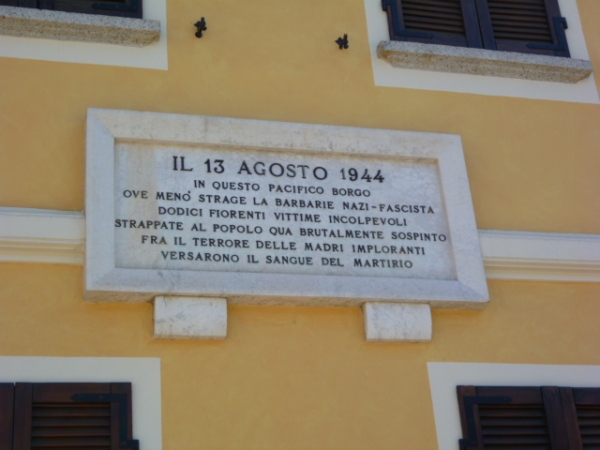 IL 13 AGOSTO 1944
IN QUESTO PACIFICO BORGO
OVE MENO' STRAGE LA BARBARIE NAZI-FASCISTA
DODICI FIORENTI VITTIME INCOLPEVOLI
STRAPPATE AL POPOLO QUA BRUTALMENTE SOSPINTO
FRA IL TERRORE DELLE MADRI IMPLORANTI
VERSARONO IL SANGUE DEL MARTIRIO